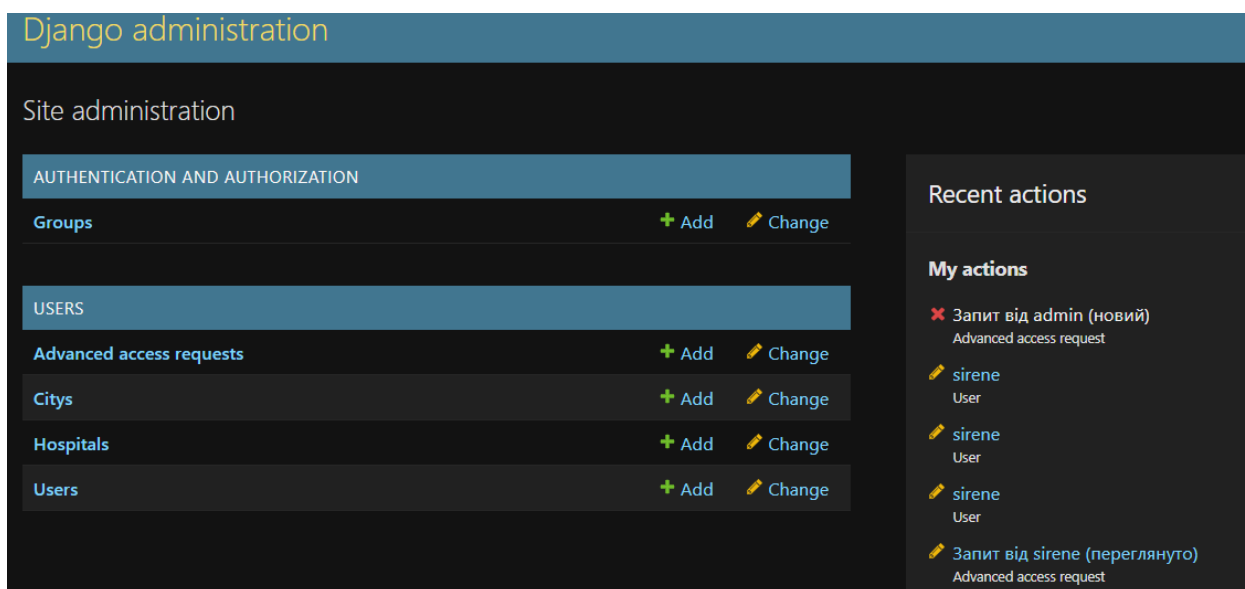 Django administration
Site administration
AUTHENTICATION AND AUTHORIZATION
Groups Add Change
USERS
Advanced access requests Add Change
Citys Add Change
Hospitals Add Change
Users Add Change
Recent actions
My actions
Запит від admin (новий)
Advanced access request
sirene
User
sirene
User
sirene
User
Запит від sirene (переглянуто)
Advanced access request